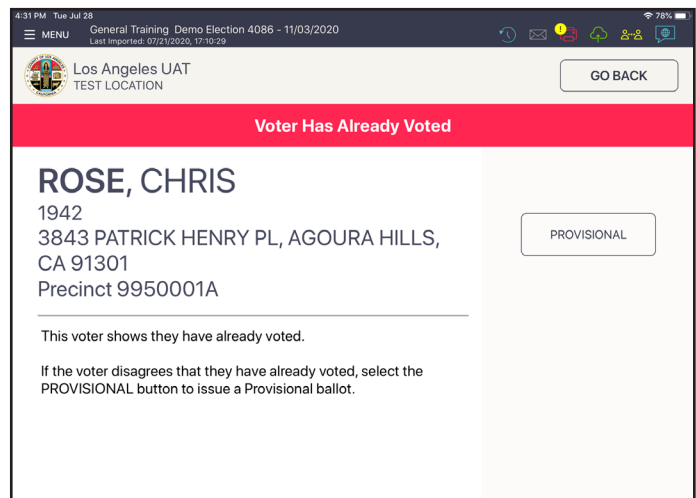 4:31 PM Tue Jul 28
78%
MENU
General Training Demo Election 4086 - 11/03/2020
Last Imported: 07/21/2020, 17:10:29
Los Angeles UAT
TEST LOCATION
GO BACK
Voter Has Already Voted
ROSE, CHRIS
1942
3843 PATRICK HENRY PL, AGOURA HILLS,
CA 91301
Precinct 9950001A
PROVISIONAL
This voter shows they have already voted.
If the voter disagrees that they have already voted, select the
PROVISIONAL button to issue a Provisional ballot.